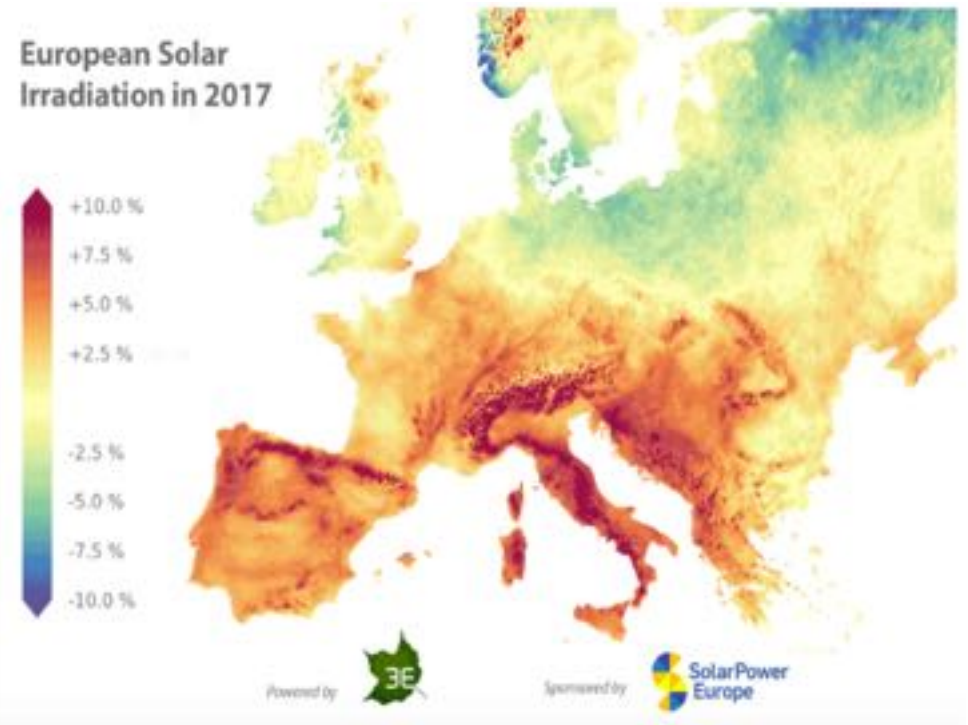 European Solar
Irradiation in 2017
+10.0 %
+7.5 %
+5.0 %
+2.5 %
-2.5 %
-5.0 %
-7.5 %
-10.0 %
Powered by
3E
Sponsored by
SolarPower
Europe